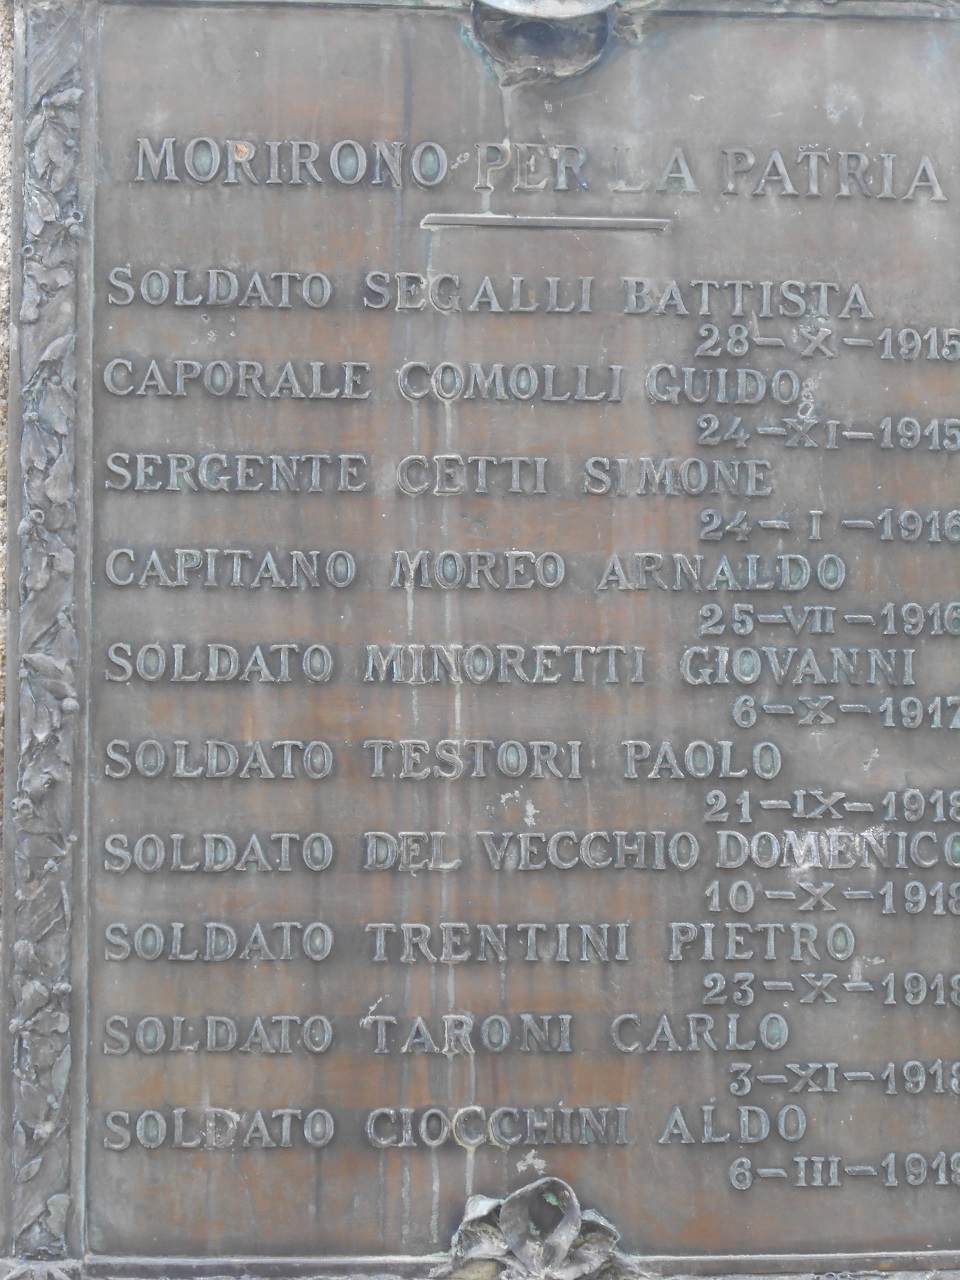 MORIRONO PER LA PATRIA
SOLDATO SEGALLI BATTISTA
28–X–1915
CAPORALE COMOLLI GUIDO
24–XI–1915
SERGENTE CETTI SIMONE
24–I–1916
CAPITANO MOREO ARNALDO
25–VII–1916
SOLDATO MINORETTI GIOVANNI
6–X–1917
SOLDATO TESTORI PAOLO
21–IX–1918
SOLDATO DEL VECCHIO DOMENICO
10–X–1918
SOLDATO TRENTINI PIETRO
23–X–1918
SOLDATO TARONI CARLO
3–XI–1918
SOLDATO CIOCCHINI ALDO
6–III–191